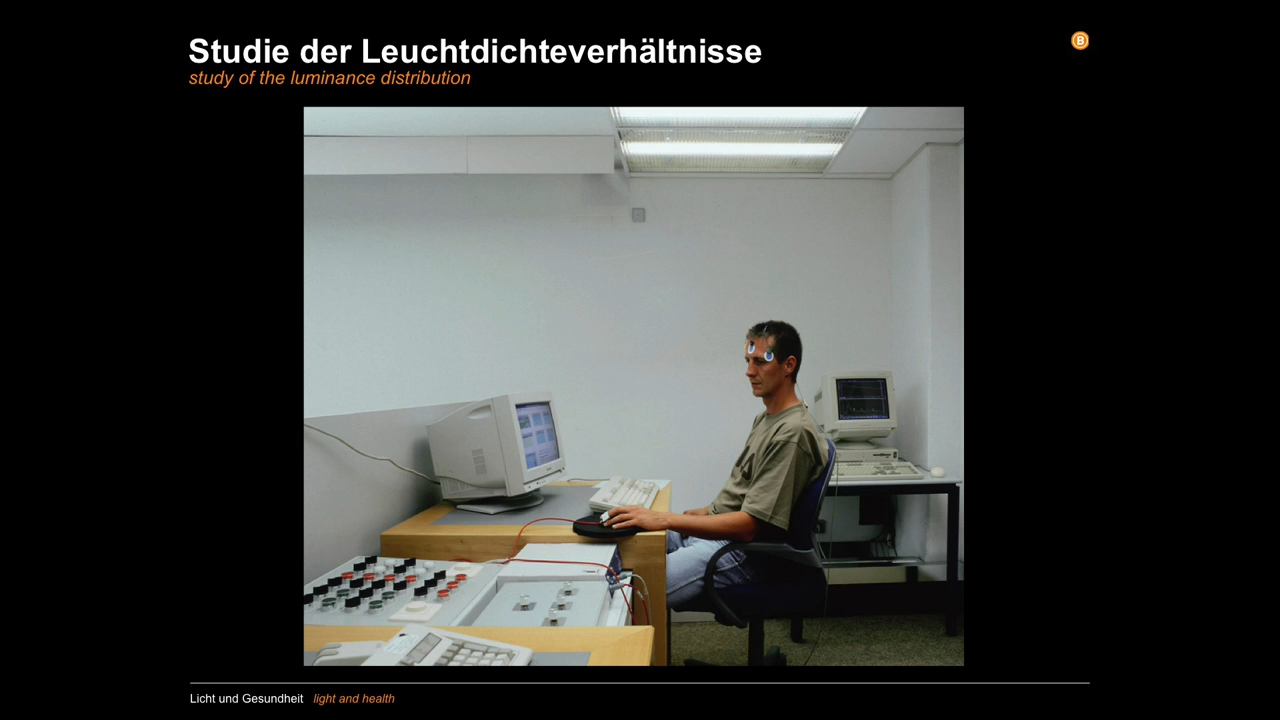 Studie der Leuchtdichteverhältnisse
B
study of the luminance distribution
Licht und Gesundheit light and health